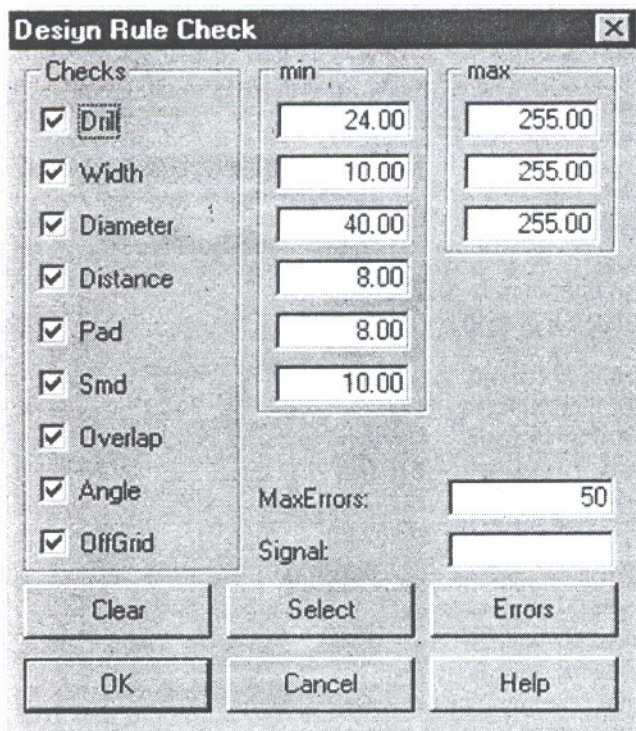 Design Rule Check
Checks min max
Drill 24.00 255.00
Width 10.00 255.00
Diameter 40.00 255.00
Distance 8.00
Pad 8.00
Smd 10.00
Overlap
Angle MaxErrors: 50
OffGrid Signal:
Clear Select Errors
OK Cancel Help